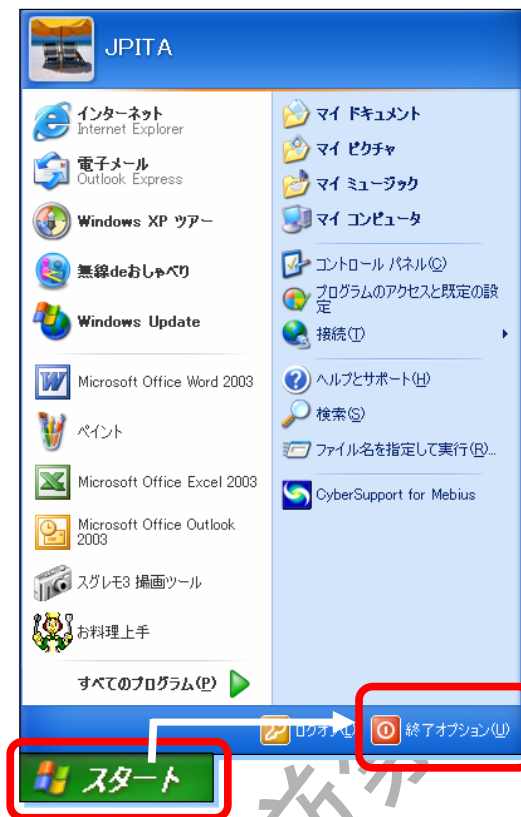 JPITA
インターネット
Internet Explorer
電子メール
Outlook Express
Windows XP ツアー
無線deおしゃべり
Windows Update
Microsoft Office Word 2003
ペイント
Microsoft Office Excel 2003
Microsoft Office Outlook
2003
スグレモ3 描画ツール
お料理上手
すべてのプログラム(P)
マイ ドキュメント
マイ ピクチャ
マイ ミュージック
マイ コンピュータ
コントロール パネル(C)
プログラムのアクセスと既定の設
定
接続(T)
ヘルプとサポート(H)
検索(S)
ファイル名を指定して実行(R)...
CyberSupport for Mebius
終了オプション(U)
スタート